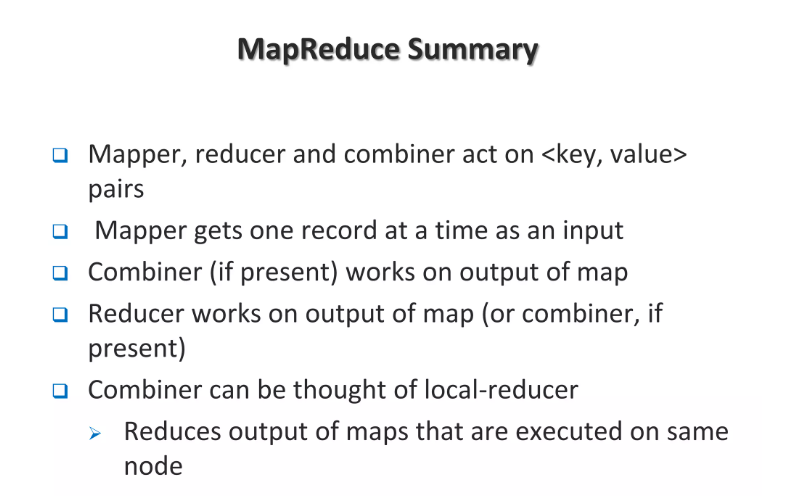 MapReduce Summary
Mapper, reducer and combiner act on <key, value>
pairs
Mapper gets one record at a time as an input
Combiner (if present) works on output of map
Reducer works on output of map (or combiner, if
present)
Combiner can be thought of local-reducer
Reduces output of maps that are executed on same
node